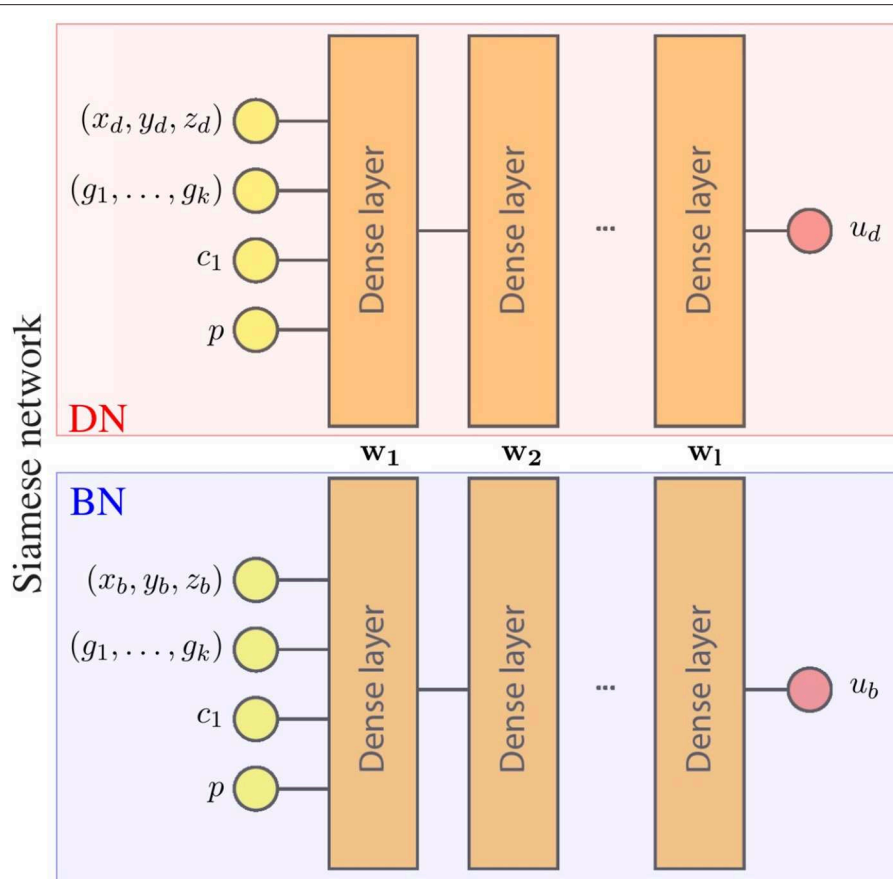 Siamese network
(x_d, y_d, z_d)
(g_1, . . . , g_k)
c_1
p
Dense layer
Dense layer
...
Dense layer
u_d
DN
w_1 w_2 w_l
BN
(x_b, y_b, z_b)
(g_1, . . . , g_k)
c_1
p
Dense layer
Dense layer
...
Dense layer
u_b